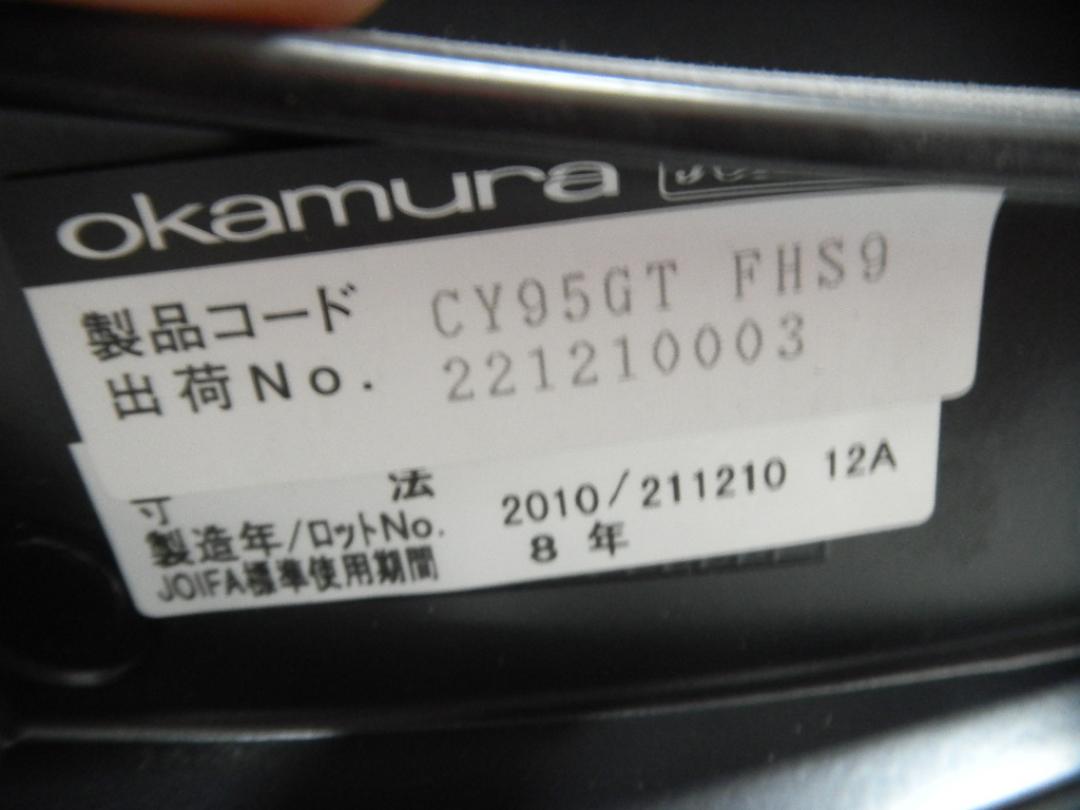 okamura
製品コード CY95GT FHS9
出荷No. 221210003
寸法
製造年/ロットNo. 2010/211210 12A
JOIFA標準使用期間 8年